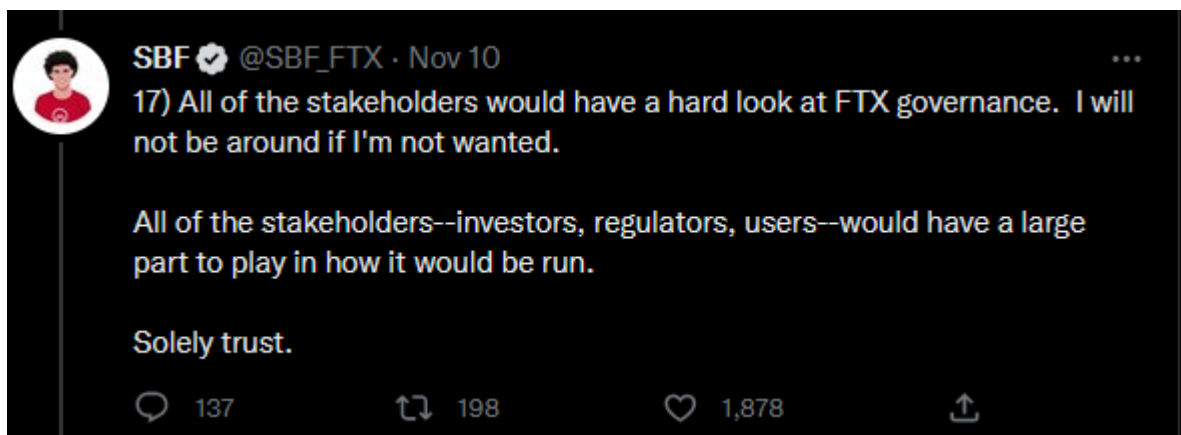 SBF @SBF_FTX · Nov 10
17) All of the stakeholders would have a hard look at FTX governance.  I will
not be around if I'm not wanted.
All of the stakeholders--investors, regulators, users--would have a large
part to play in how it would be run.
Solely trust.
137 198 1,878